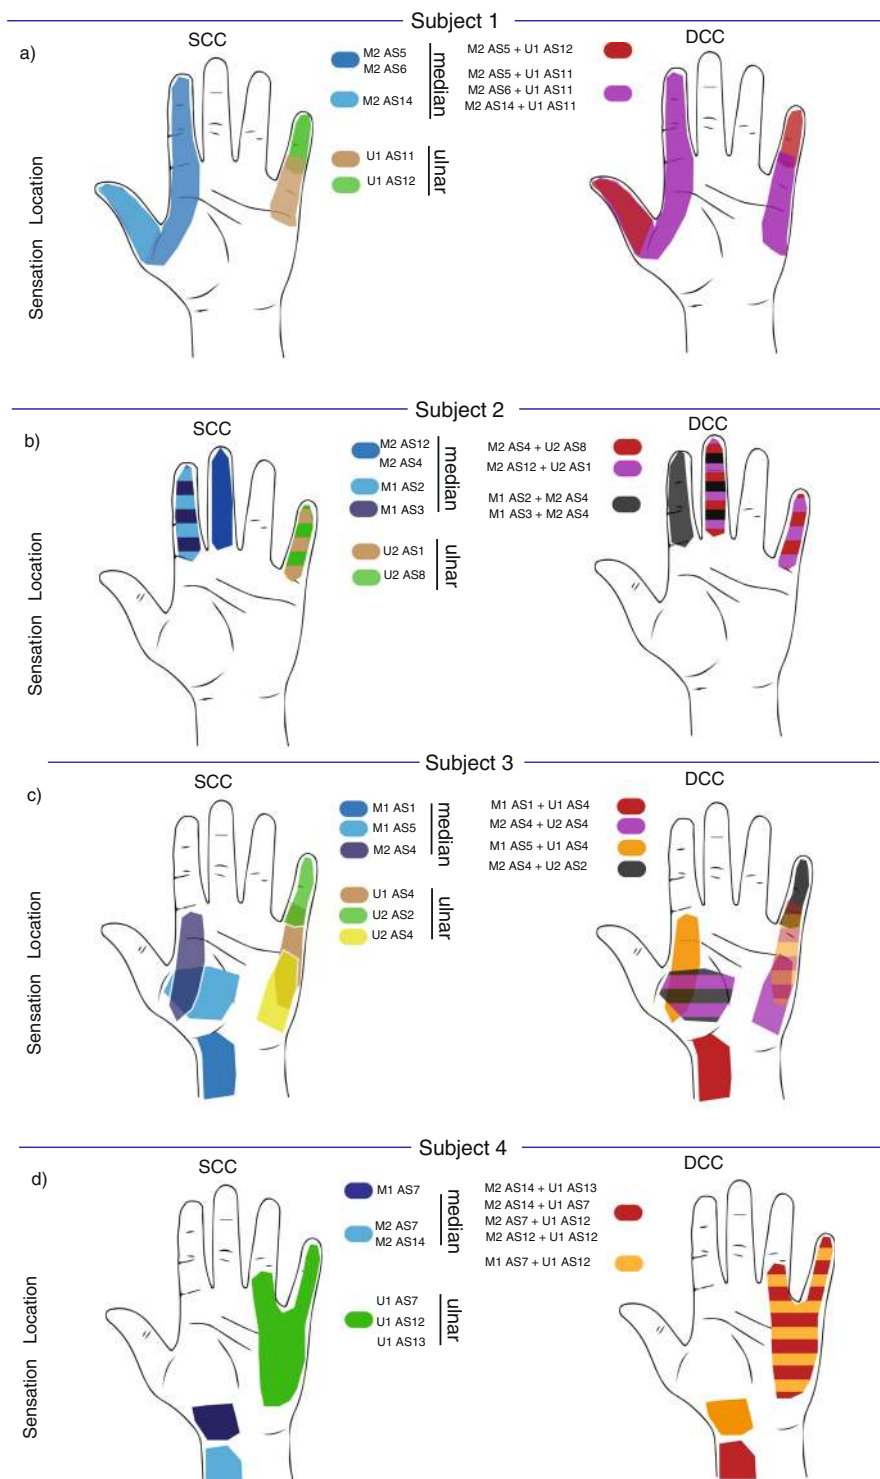 Subject 1
a)
SCC
DCC
M2 AS5
M2 AS6
M2 AS14
median
U1 AS11
U1 AS12
ulnar
M2 AS5 + U1 AS12
M2 AS5 + U1 AS11
M2 AS6 + U1 AS11
M2 AS14 + U1 AS11
Sensation Location
Subject 2
b)
SCC
DCC
M2 AS12
M2 AS4
M1 AS2
M1 AS3
median
U2 AS1
U2 AS8
ulnar
M2 AS4 + U2 AS8
M2 AS12 + U2 AS1
M1 AS2 + M2 AS4
M1 AS3 + M2 AS4
Sensation Location
Subject 3
c)
SCC
DCC
M1 AS1
M1 AS5
M2 AS4
median
U1 AS4
U2 AS2
U2 AS4
ulnar
M1 AS1 + U1 AS4
M2 AS4 + U2 AS4
M1 AS5 + U1 AS4
M2 AS4 + U2 AS2
Sensation Location
Subject 4
d)
SCC
DCC
M1 AS7
M2 AS7
M2 AS14
median
U1 AS7
U1 AS12
U1 AS13
ulnar
M2 AS14 + U1 AS13
M2 AS14 + U1 AS7
M2 AS7 + U1 AS12
M2 AS12 + U1 AS12
M1 AS7 + U1 AS12
Sensation Location